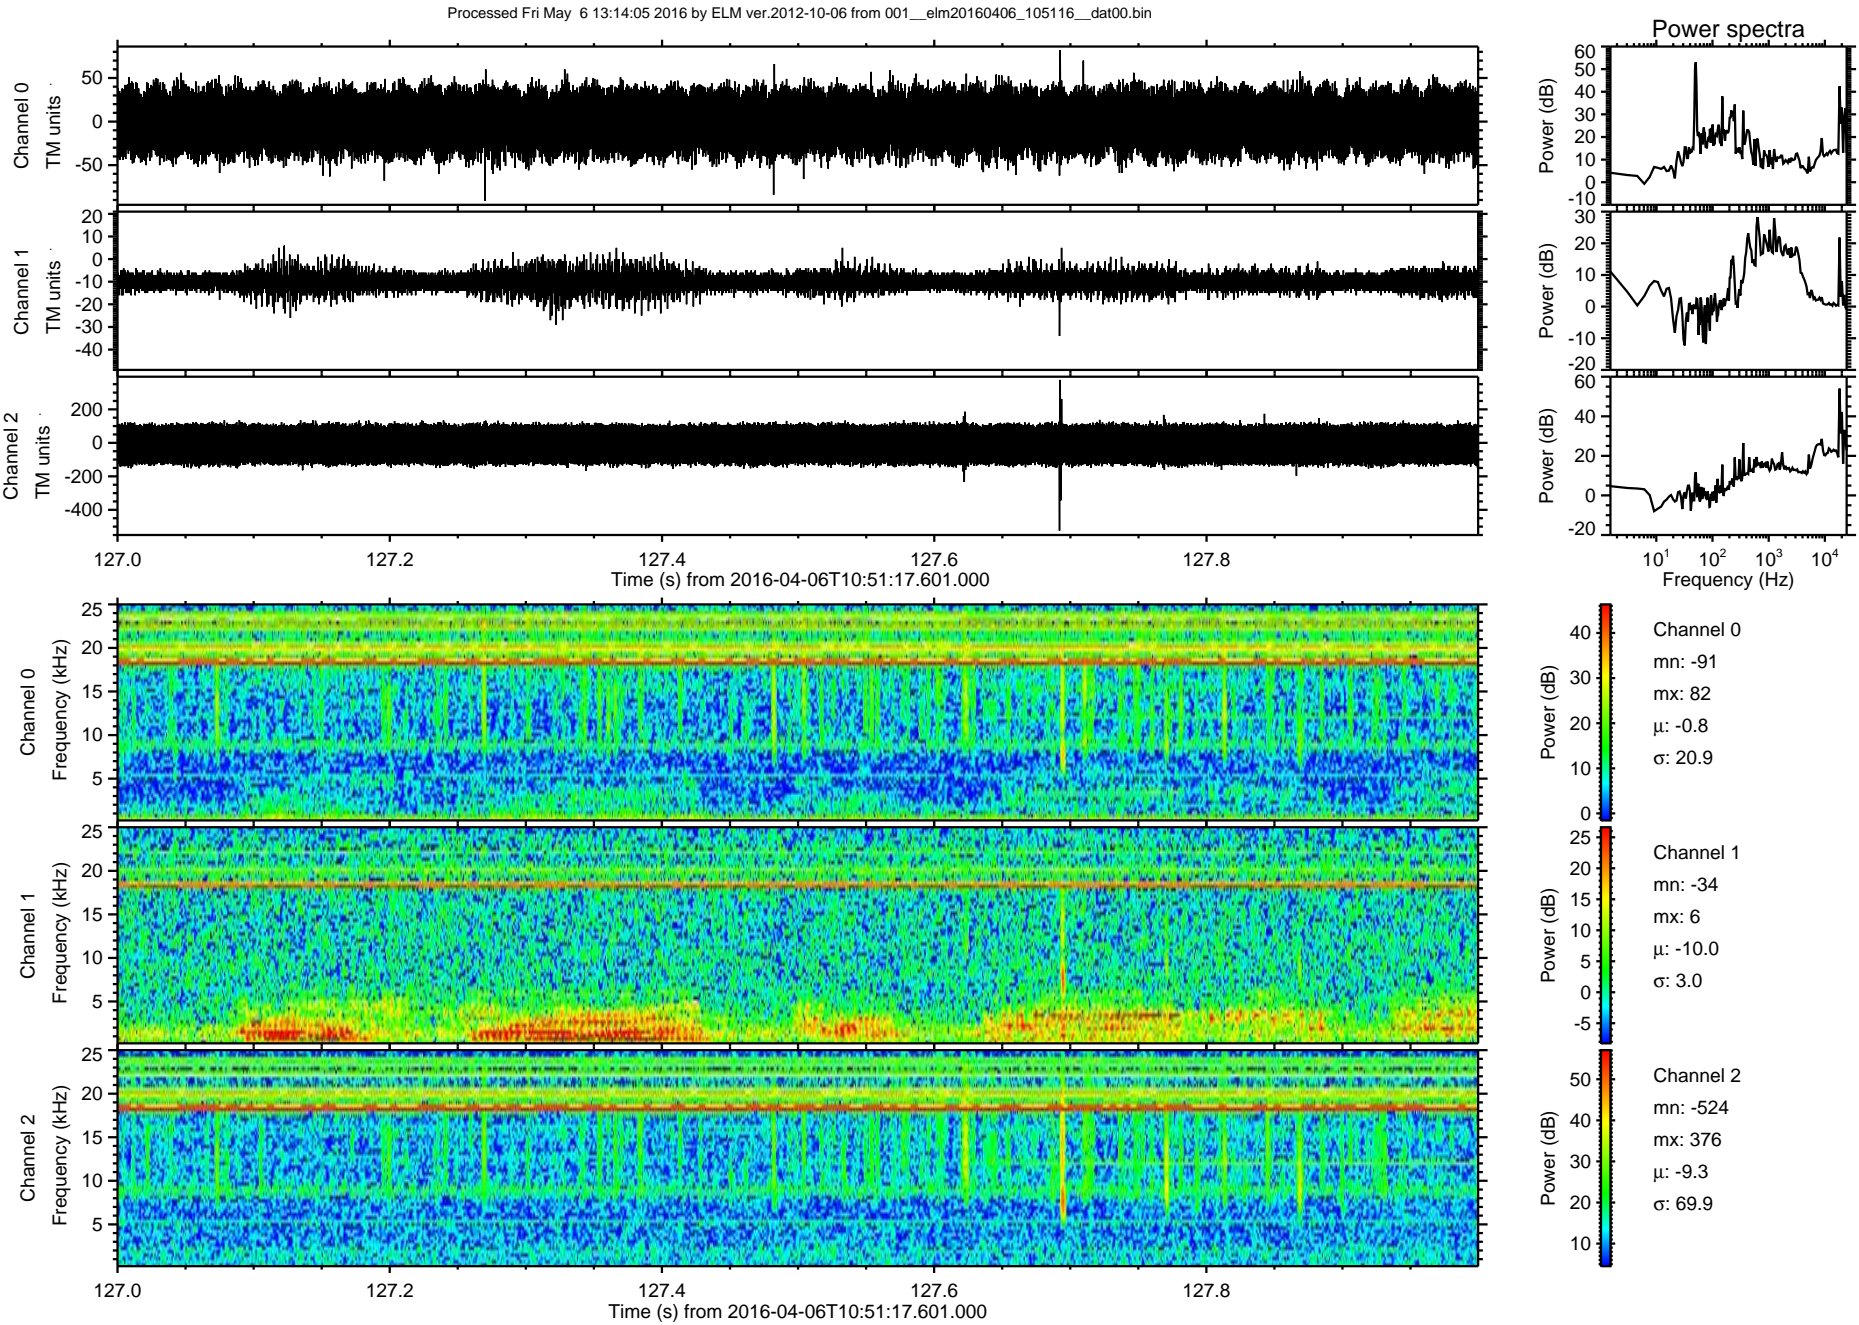 Processed Fri May  6 13:14:05 2016 by ELM ver.2012-10-06 from 001__elm20160406_105116__dat00.bin
Power spectra
Channel 0
TM units
50
0
-50
Power (dB)
60
50
40
30
20
10
0
-10
Channel 1
TM units
20
10
0
-10
-20
-30
-40
Power (dB)
30
20
10
0
-10
-20
Channel 2
TM units
200
0
-200
-400
Power (dB)
60
40
20
0
-20
127.0 127.2 127.4 127.6 127.8
Time (s) from 2016-04-06T10:51:17.601.000
10^1 10^2 10^3 10^4
Frequency (Hz)
Channel 0
Frequency (kHz)
25
20
15
10
5
Power (dB)
40
30
20
10
0
Channel 0
mn: -91
mx: 82
μ: -0.8
σ: 20.9
Channel 1
Frequency (kHz)
25
20
15
10
5
Power (dB)
25
20
15
10
5
0
-5
Channel 1
mn: -34
mx: 6
μ: -10.0
σ: 3.0
Channel 2
Frequency (kHz)
25
20
15
10
5
Power (dB)
50
40
30
20
10
Channel 2
mn: -524
mx: 376
μ: -9.3
σ: 69.9
127.0 127.2 127.4 127.6 127.8
Time (s) from 2016-04-06T10:51:17.601.000